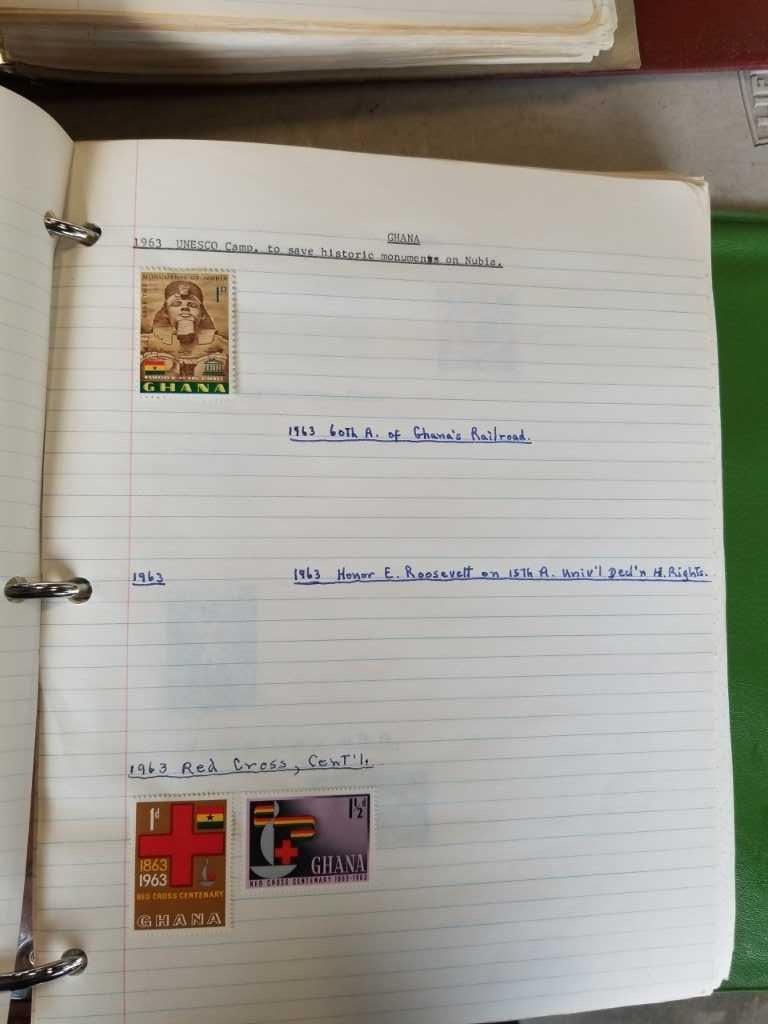 GHANA
1963 UNESCO Camp. to save historic monuments on Nubia.
MONUMENTS OF NUBIA
1D
GHANA
1963 60Th A. of Ghana's Railroad.
1963
1963 Honor E. Roosevelt on 15Th A. Univ'l Decl'n H. Rights.
1963 Red Cross, CenT'l.
1d
1863
1963
RED CROSS CENTENARY
GHANA
1½d
GHANA
RED CROSS CENTENARY 1863-1963